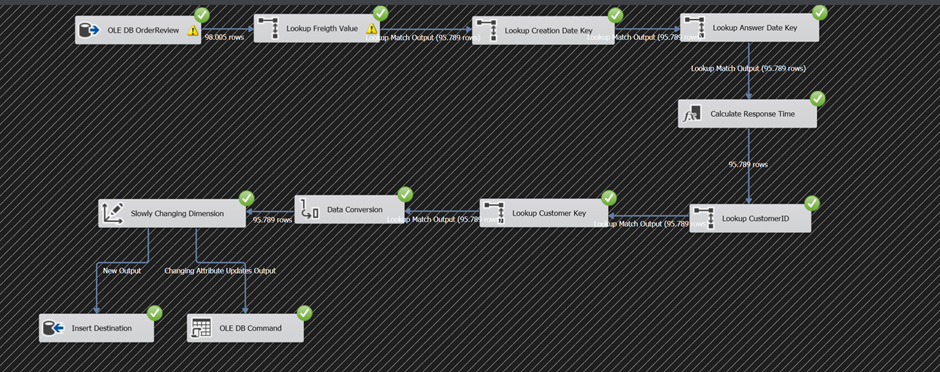 OLE DB OrderReview
98.005 rows
Lookup Freigth Value
Lookup Match Output (95.789 rows)
Lookup Creation Date Key
Lookup Match Output (95.789 rows)
Lookup Answer Date Key
Lookup Match Output (95.789 rows)
Calculate Response Time
95.789 rows
Lookup CustomerID
Lookup Match Output (95.789 rows)
Lookup Customer Key
Lookup Match Output (95.789 rows)
Data Conversion
95.789 rows
Slowly Changing Dimension
New Output
Changing Attribute Updates Output
Insert Destination
OLE DB Command